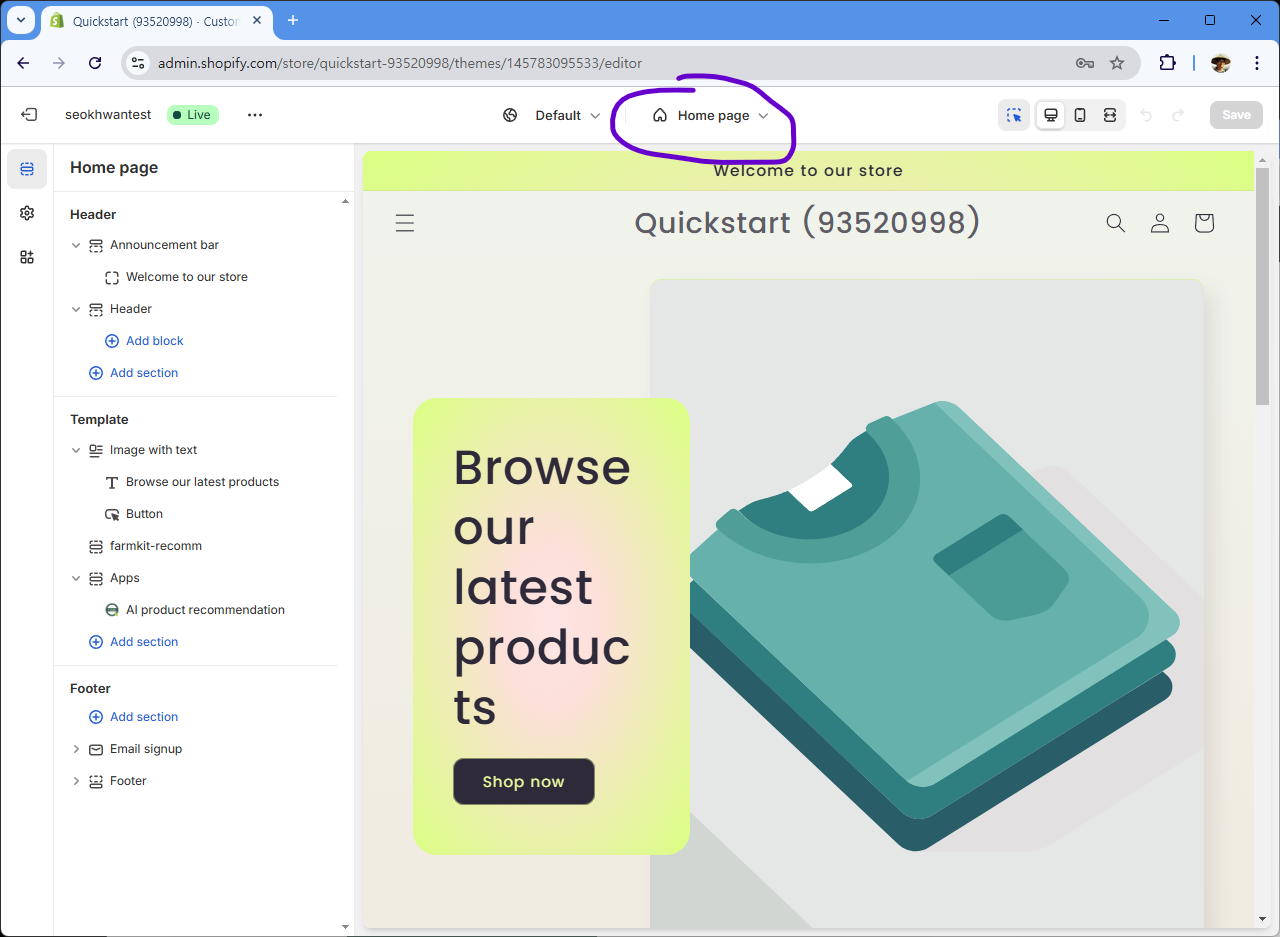 Quickstart (93520998) · Custon
admin.shopify.com/store/quickstart-93520998/themes/145783095533/editor
seokhwantest
Live
Default
Home page
Save
Home page
Header
Announcement bar
Welcome to our store
Header
Add block
Add section
Template
Image with text
Browse our latest products
Button
farmkit-recomm
Apps
AI product recommendation
Add section
Footer
Add section
Email signup
Footer
Welcome to our store
Quickstart (93520998)
Browse
our
latest
produc
ts
Shop now